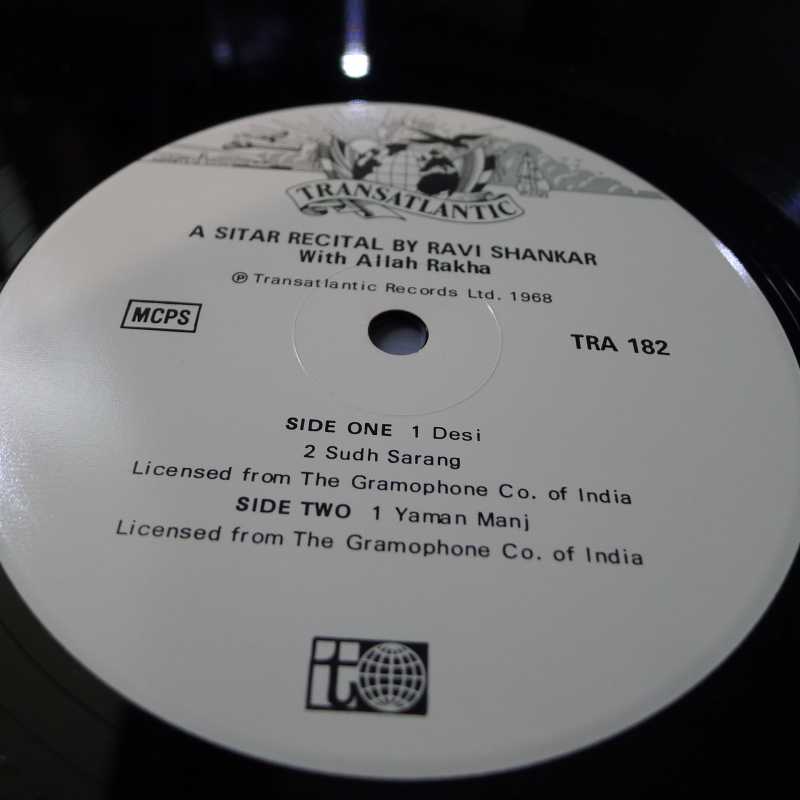 TRANSATLANTIC
A SITAR RECITAL BY RAVI SHANKAR
With Allah Rakha
℗ Transatlantic Records Ltd. 1968
MCPS
TRA 182
SIDE ONE 1 Desi
2 Sudh Sarang
Licensed from The Gramophone Co. of India
SIDE TWO 1 Yaman Manj
Licensed from The Gramophone Co. of India
t